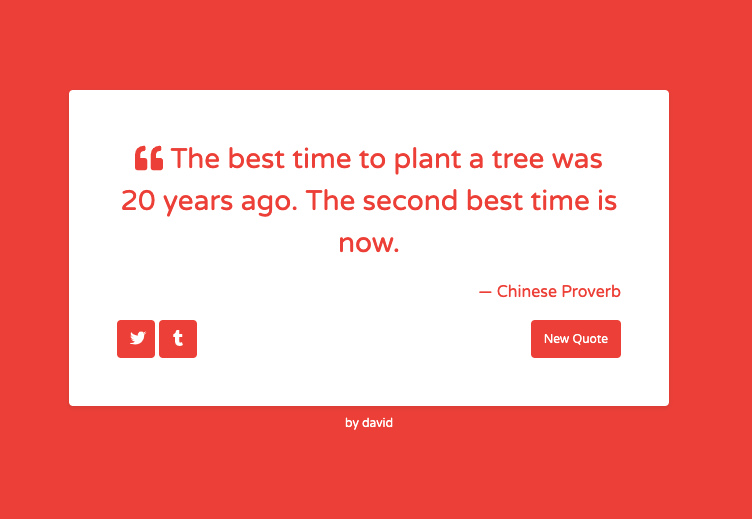 The best time to plant a tree was
20 years ago. The second best time is
now.
— Chinese Proverb
New Quote
by david